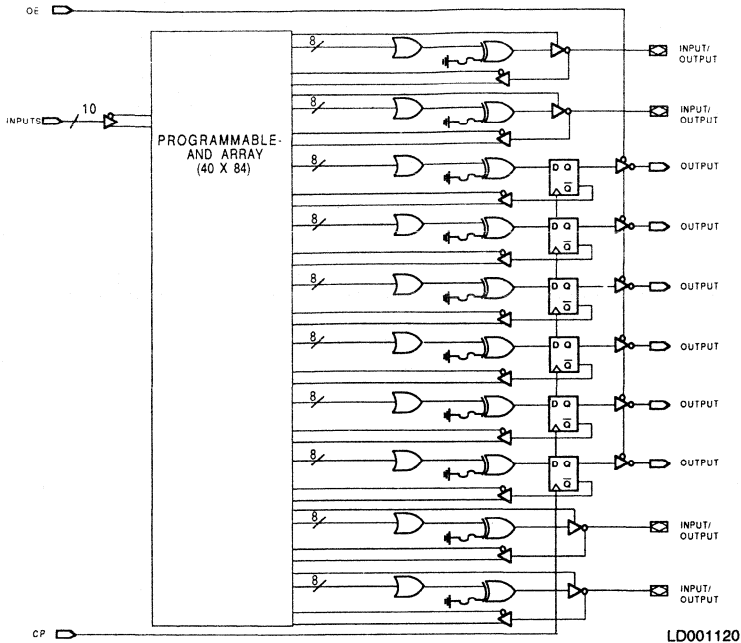 OE
8
INPUT/
OUTPUT
10
INPUTS
8
INPUT/
OUTPUT
PROGRAMMABLE-
AND ARRAY
(40 X 84)
8
D Q
Q
OUTPUT
8
D Q
Q
OUTPUT
8
D Q
Q
OUTPUT
8
D Q
Q
OUTPUT
8
D Q
Q
OUTPUT
8
D Q
Q
OUTPUT
8
INPUT/
OUTPUT
8
INPUT/
OUTPUT
CP
LD001120